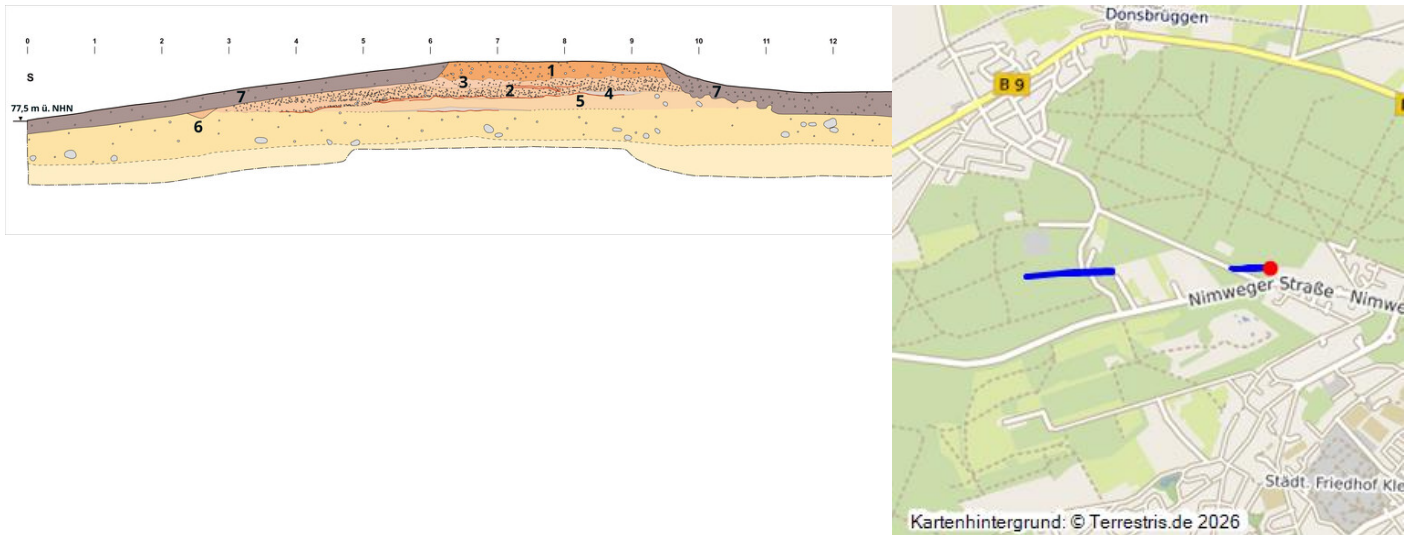 0 1 2 3 4 5 6 7 8 9 10 11 12
S
1
3
2
4
7
7
5
77,5 m ü. NHN
6
Donsbrüggen
B 9
Nimweger Straße
Städt. Friedhof Kle
Kartenhintergrund: © Terrestris.de 2026